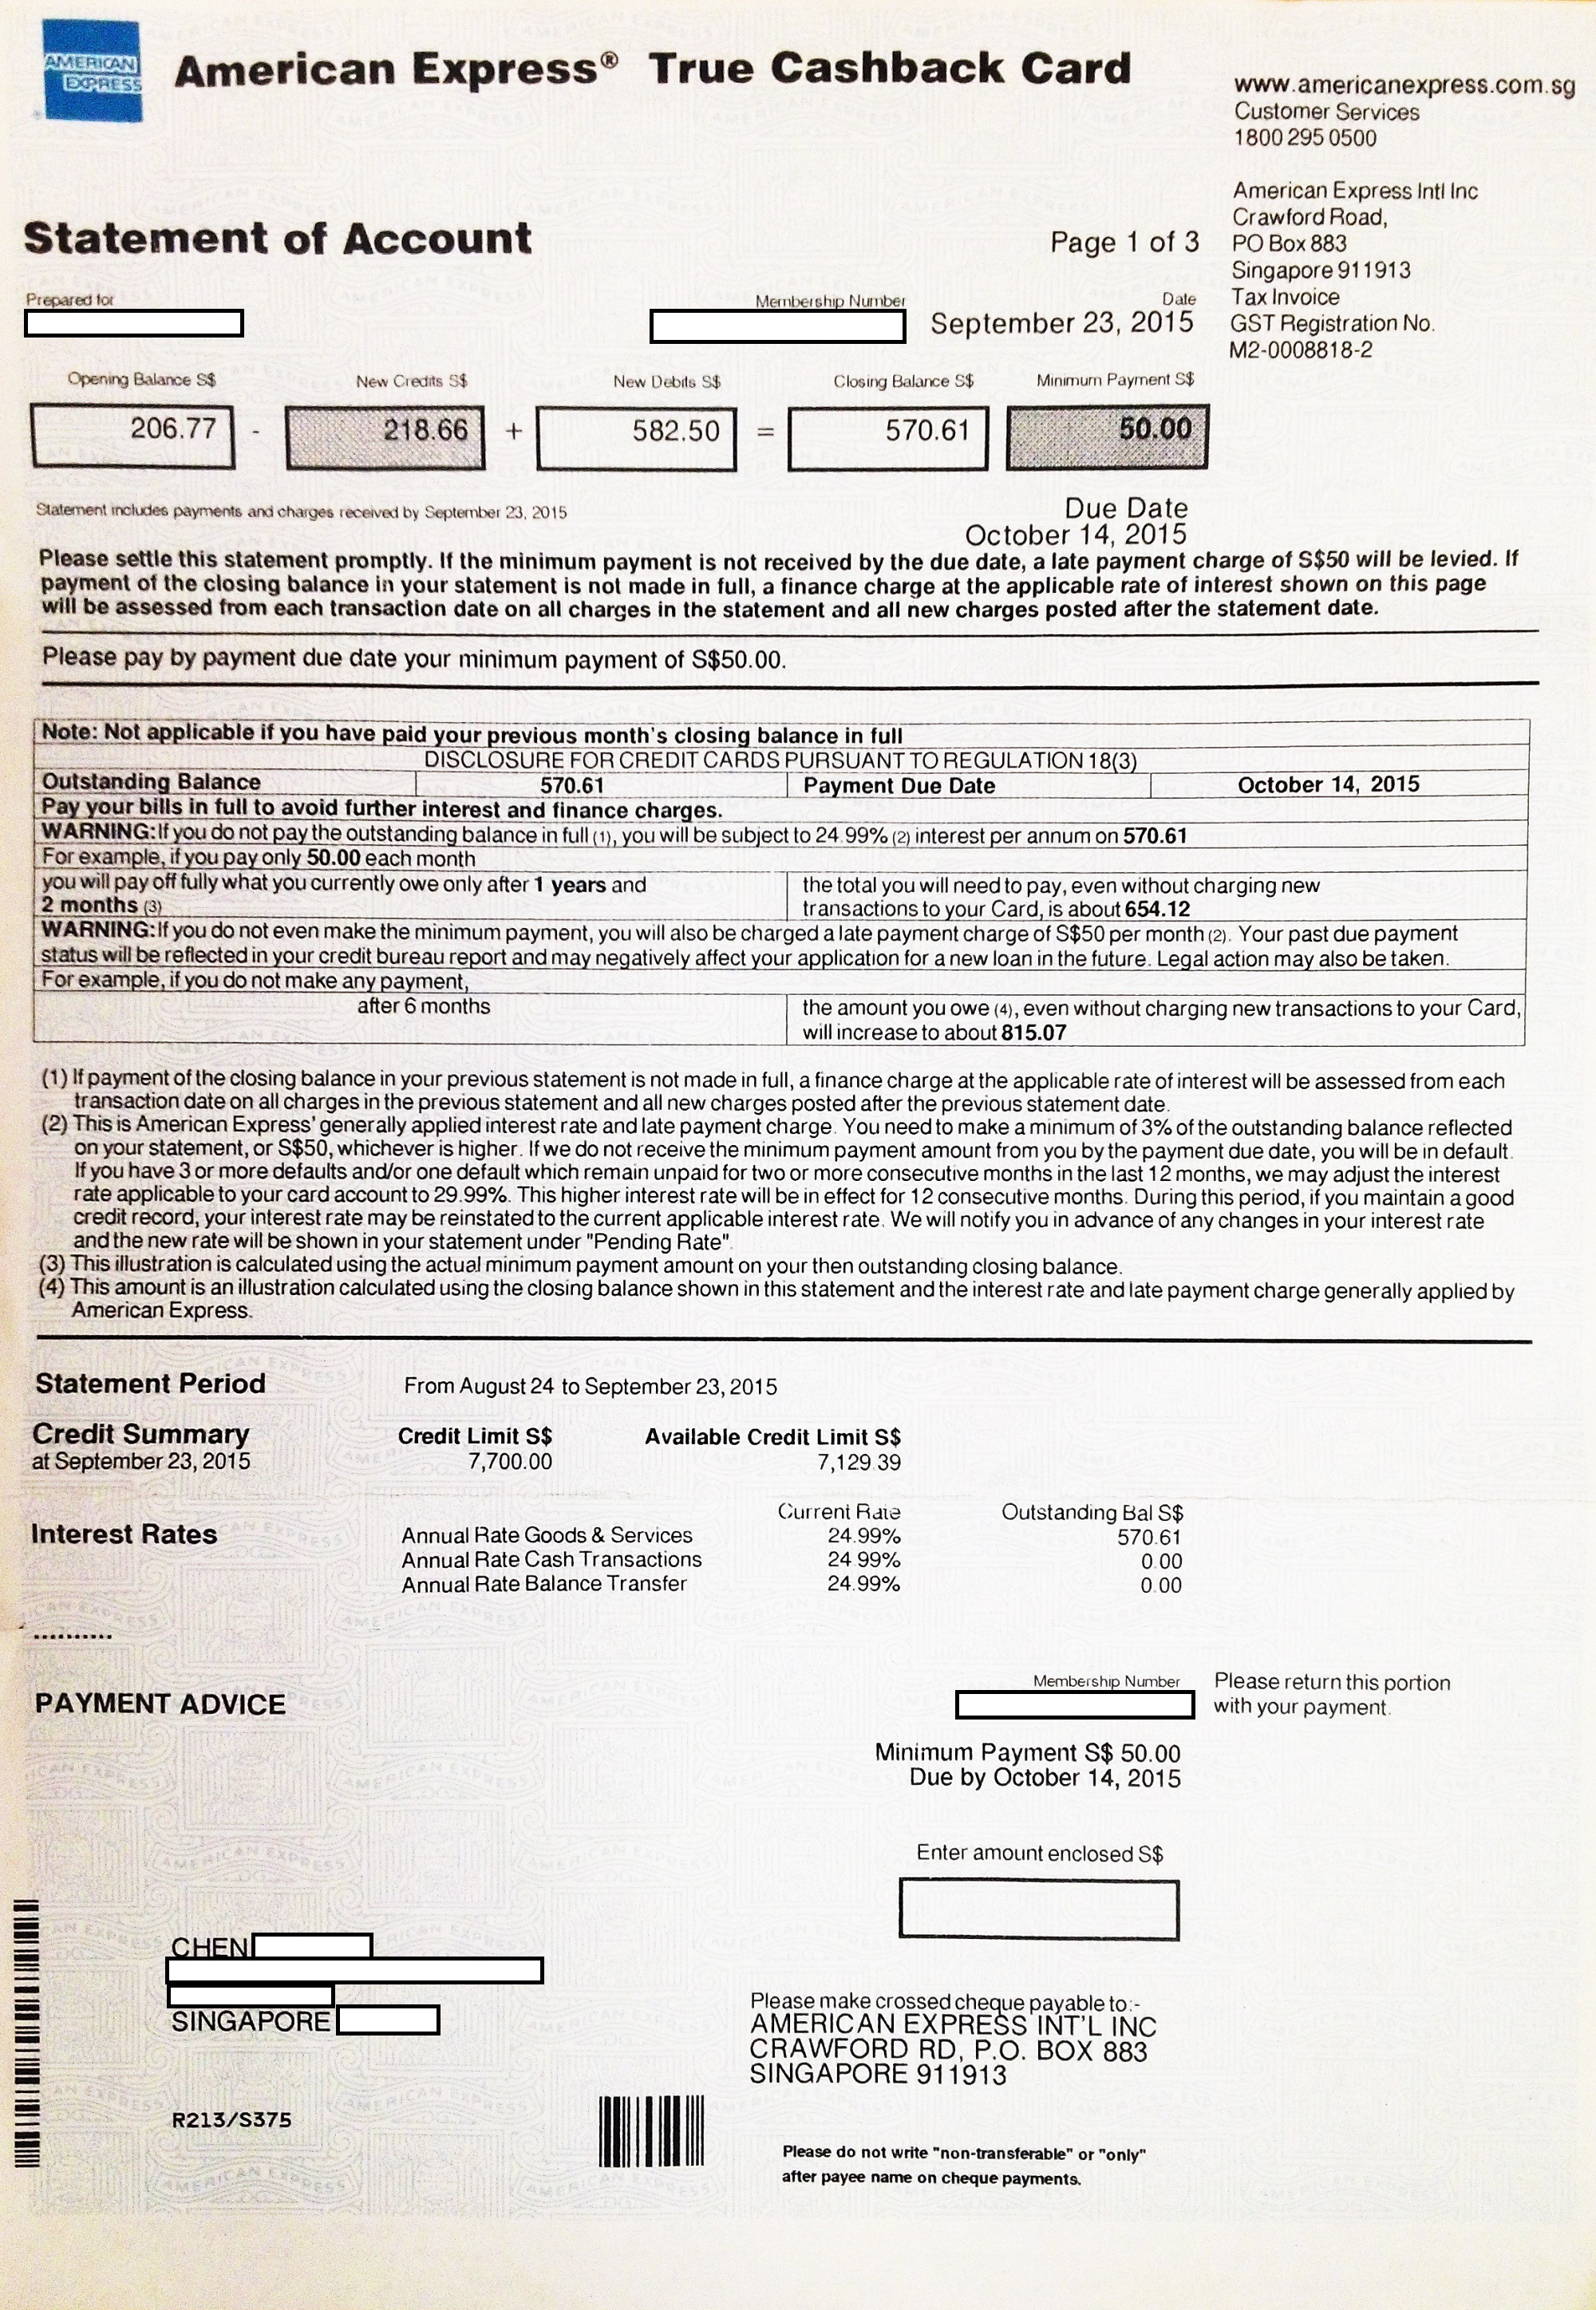 AMERICAN
EXPRESS
American Express® True Cashback Card
www.americanexpress.com.sg
Customer Services
1800 295 0500
American Express Intl Inc
Crawford Road,
PO Box 883
Singapore 911913
Tax Invoice
GST Registration No.
M2-0008818-2
Statement of Account
Page 1 of 3
Prepared for
Membership Number
Date
September 23, 2015
Opening Balance S$ New Credits S$ New Debits S$ Closing Balance S$ Minimum Payment S$
206.77 - 218.66 + 582.50 = 570.61 50.00
Statement includes payments and charges received by September 23, 2015
Due Date
October 14, 2015
Please settle this statement promptly. If the minimum payment is not received by the due date, a late payment charge of S$50 will be levied. If
payment of the closing balance in your statement is not made in full, a finance charge at the applicable rate of interest shown on this page
will be assessed from each transaction date on all charges in the statement and all new charges posted after the statement date.
Please pay by payment due date your minimum payment of S$50.00.
Note: Not applicable if you have paid your previous month's closing balance in full
DISCLOSURE FOR CREDIT CARDS PURSUANT TO REGULATION 18(3)
Outstanding Balance 570.61 Payment Due Date October 14, 2015
Pay your bills in full to avoid further interest and finance charges.
WARNING: If you do not pay the outstanding balance in full (1), you will be subject to 24.99% (2) interest per annum on 570.61
For example, if you pay only 50.00 each month
you will pay off fully what you currently owe only after 1 years and
2 months (3)
the total you will need to pay, even without charging new
transactions to your Card, is about 654.12
WARNING: If you do not even make the minimum payment, you will also be charged a late payment charge of S$50 per month (2). Your past due payment
status will be reflected in your credit bureau report and may negatively affect your application for a new loan in the future. Legal action may also be taken.
For example, if you do not make any payment,
after 6 months
the amount you owe (4), even without charging new transactions to your Card,
will increase to about 815.07
(1) If payment of the closing balance in your previous statement is not made in full, a finance charge at the applicable rate of interest will be assessed from each
transaction date on all charges in the previous statement and all new charges posted after the previous statement date.
(2) This is American Express' generally applied interest rate and late payment charge. You need to make a minimum of 3% of the outstanding balance reflected
on your statement, or S$50, whichever is higher. If we do not receive the minimum payment amount from you by the payment due date, you will be in default.
If you have 3 or more defaults and/or one default which remain unpaid for two or more consecutive months in the last 12 months, we may adjust the interest
rate applicable to your card account to 29.99%. This higher interest rate will be in effect for 12 consecutive months. During this period, if you maintain a good
credit record, your interest rate may be reinstated to the current applicable interest rate. We will notify you in advance of any changes in your interest rate
and the new rate will be shown in your statement under "Pending Rate".
(3) This illustration is calculated using the actual minimum payment amount on your then outstanding closing balance.
(4) This amount is an illustration calculated using the closing balance shown in this statement and the interest rate and late payment charge generally applied by
American Express.
Statement Period From August 24 to September 23, 2015
Credit Summary Credit Limit S$ Available Credit Limit S$
at September 23, 2015 7,700.00 7,129.39
Current Rate Outstanding Bal S$
Interest Rates Annual Rate Goods & Services 24.99% 570.61
Annual Rate Cash Transactions 24.99% 0.00
Annual Rate Balance Transfer 24.99% 0.00
..........
PAYMENT ADVICE
Membership Number
Please return this portion
with your payment.
Minimum Payment S$ 50.00
Due by October 14, 2015
Enter amount enclosed S$
CHEN
SINGAPORE
Please make crossed cheque payable to:-
AMERICAN EXPRESS INT'L INC
CRAWFORD RD, P.O. BOX 883
SINGAPORE 911913
R213/S375
Please do not write "non-transferable" or "only"
after payee name on cheque payments.